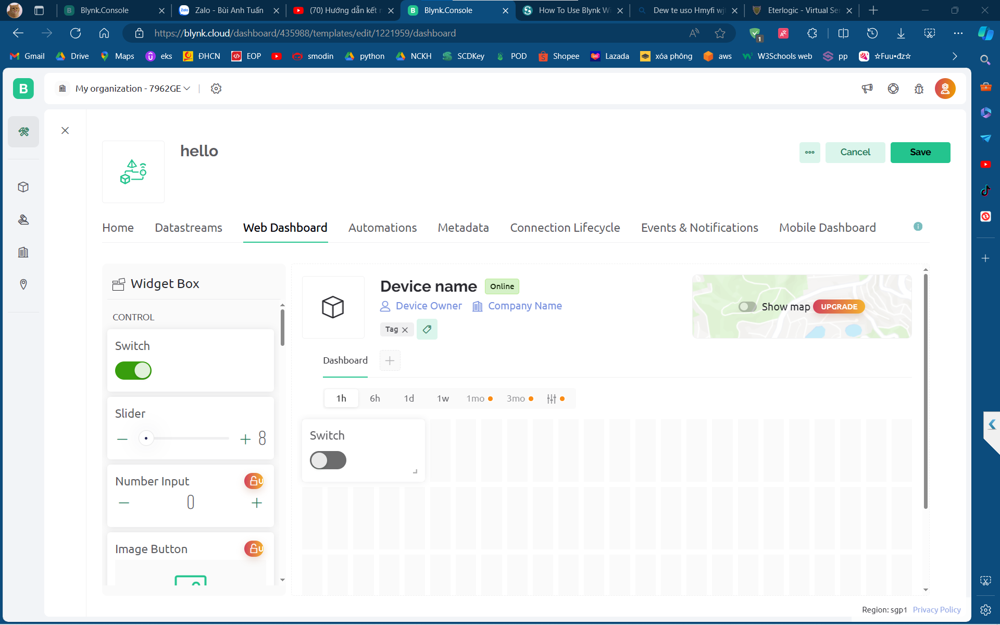 Blynk.Console
Zalo
Zalo - Bùi Anh Tuấn
(70) Hướng dẫn kết n
B
Blynk.Console
How To Use Blynk Wi
Dew te uso Hmyfi wjt
Eterlogic - Virtual Se
https://blynk.cloud/dashboard/435988/templates/edit/1221959/dashboard
1
Gmail
Drive
Maps
eks
ĐHCN
EOP
smodin
python
NCKH
SCDKey
POD
Shopee
Lazada
xóa phông
aws
W3Schools web
pp
☆Fuu•đz☆
B
My organization - 7962GE
hello
Cancel
Save
Home
Datastreams
Web Dashboard
Automations
Metadata
Connection Lifecycle
Events & Notifications
Mobile Dashboard
Widget Box
CONTROL
Switch
Slider
8
Number Input
U
0
Image Button
U
Device name
Online
Device Owner
Company Name
Tag
Show map
UPGRADE
Dashboard
1h
6h
1d
1w
1mo
3mo
Switch
Region: sgp1
Privacy Policy